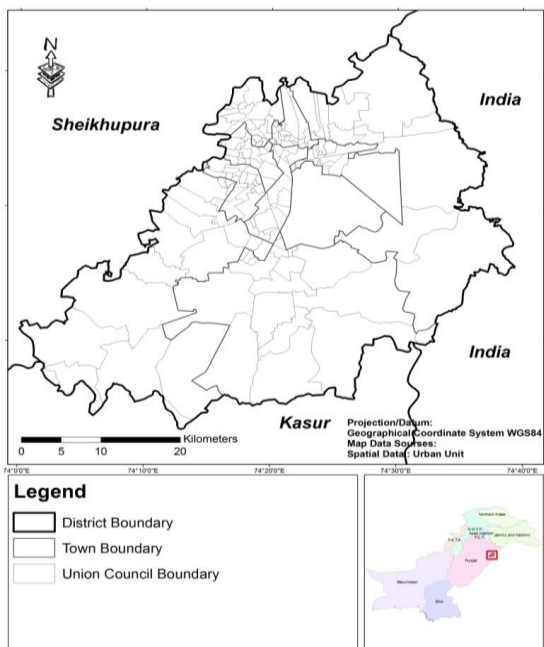 N
India
Sheikhupura
India
Kasur
Projection/Datum:
Geographical Coordinate System WGS84
Map Data Sourses:
Spatial Data : Urban Unit
Kilometers
0 5 10 20
74°0'0"E 74°10'0"E 74°20'0"E 74°30'0"E 74°40'0"E
Legend
District Boundary
Town Boundary
Union Council Boundary
Northern Areas
N.W.F.P.
F.A.T.A.
Jammu and Kashmir
Punjab
Balochistan
Sind